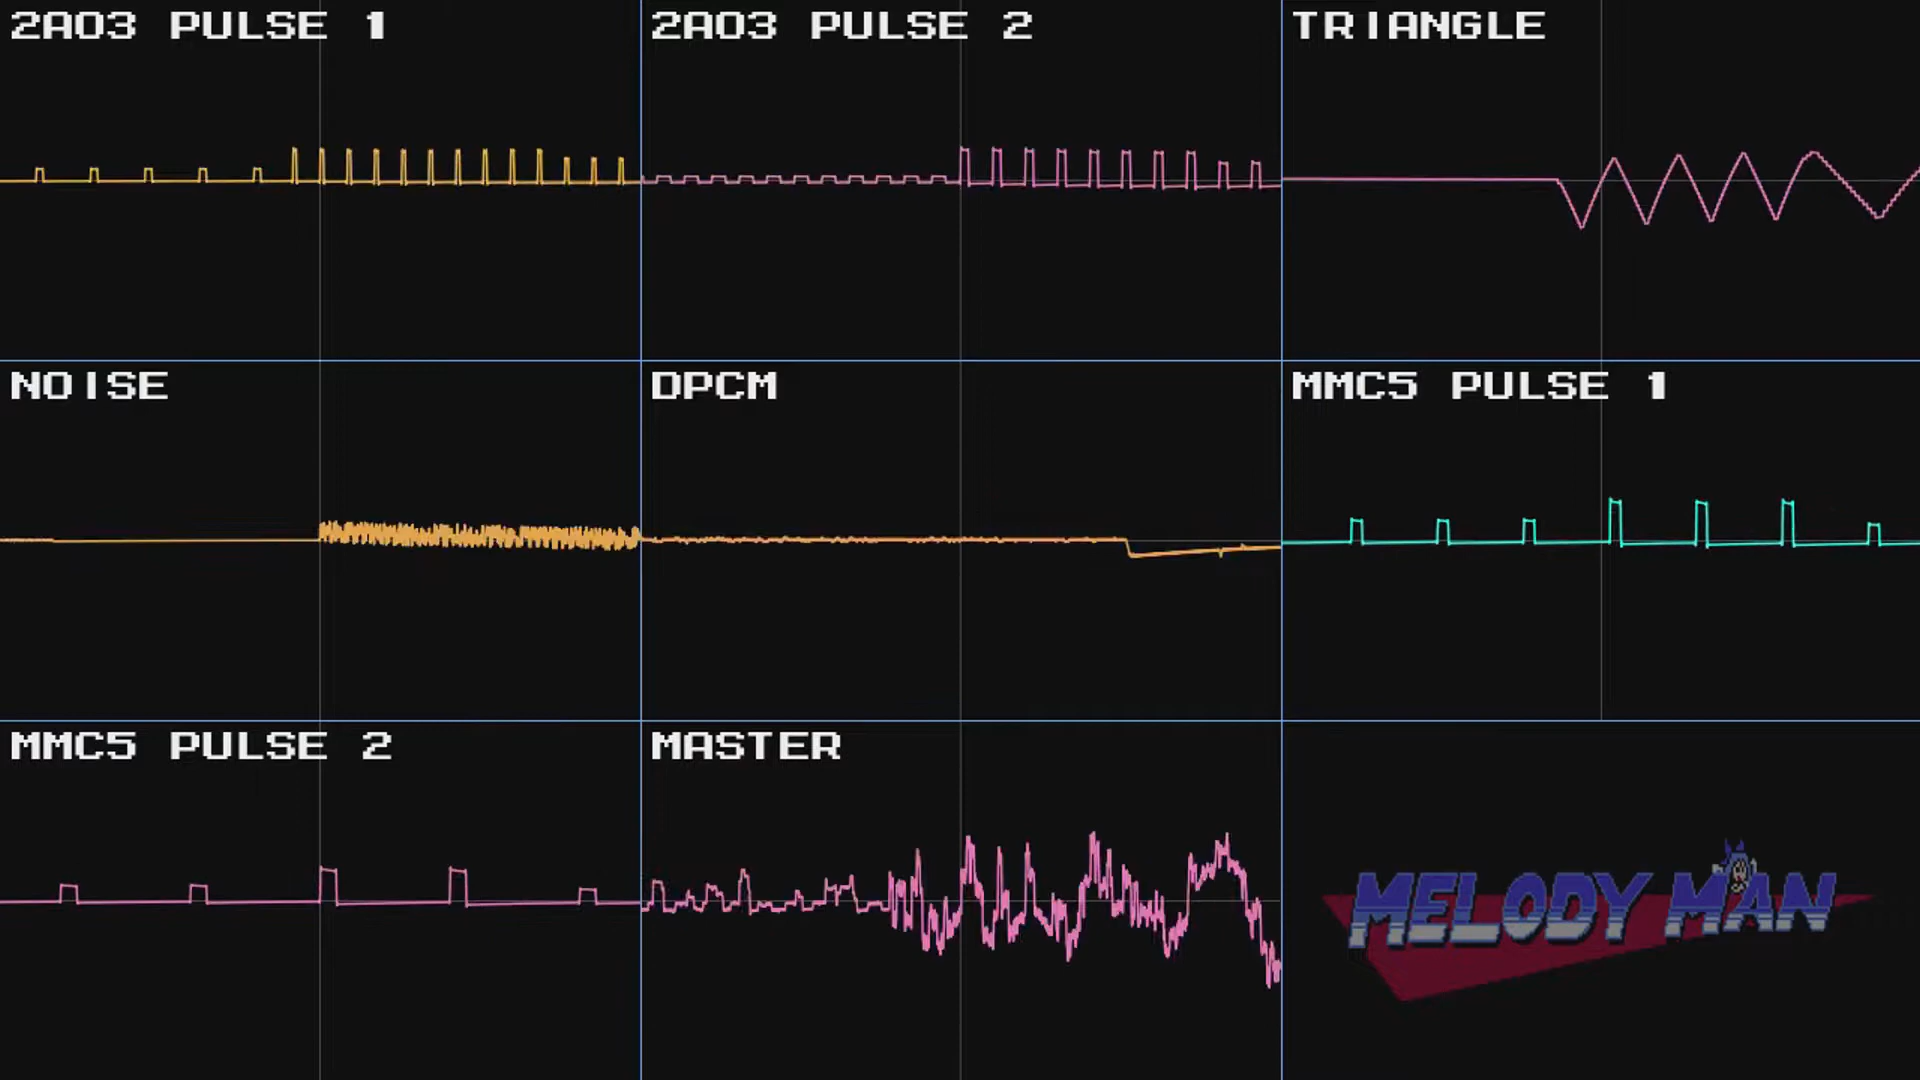 2A03 PULSE 1
2A03 PULSE 2
TRIANGLE
NOISE
DPCM
MMC5 PULSE 1
MMC5 PULSE 2
MASTER
MELODY MAN